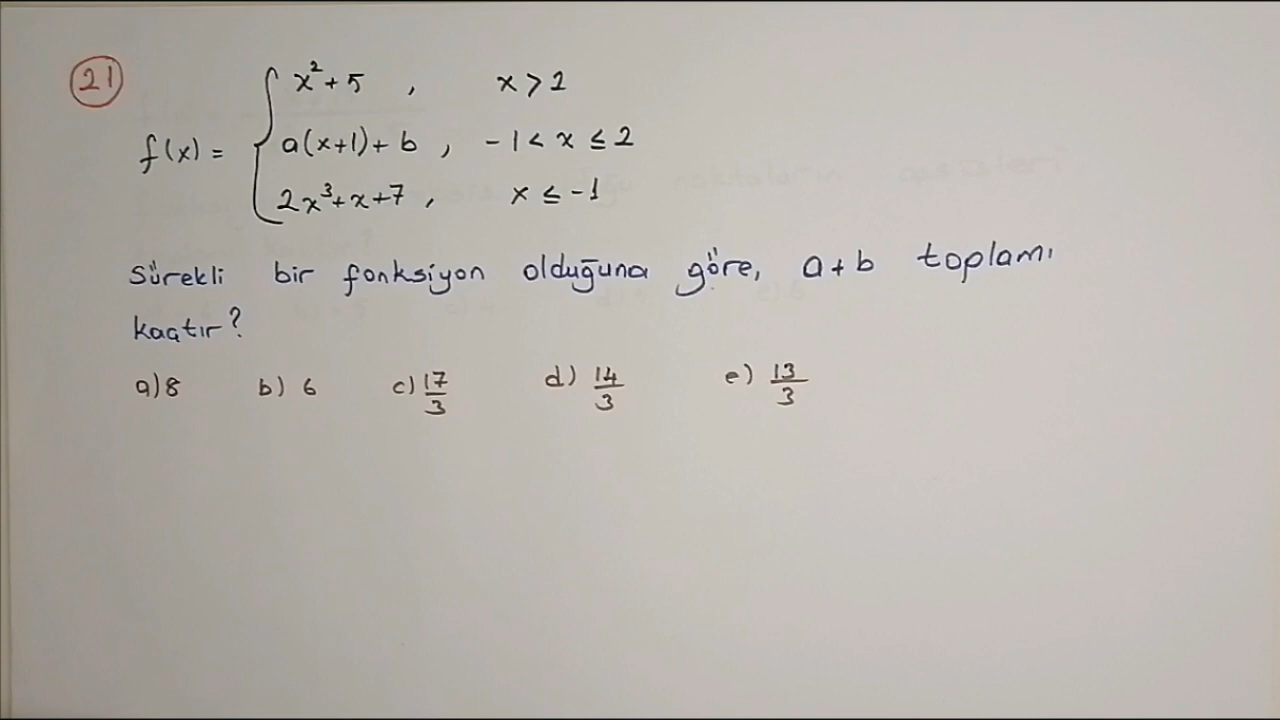 21
f(x) = { x² + 5 , x > 2
a(x+1) + b , -1 < x ≤ 2
2x³ + x + 7 , x ≤ -1
Sürekli bir fonksiyon olduğuna göre, a + b toplamı
kaçtır?
a) 8 b) 6 c) 17/3 d) 14/3 e) 13/3